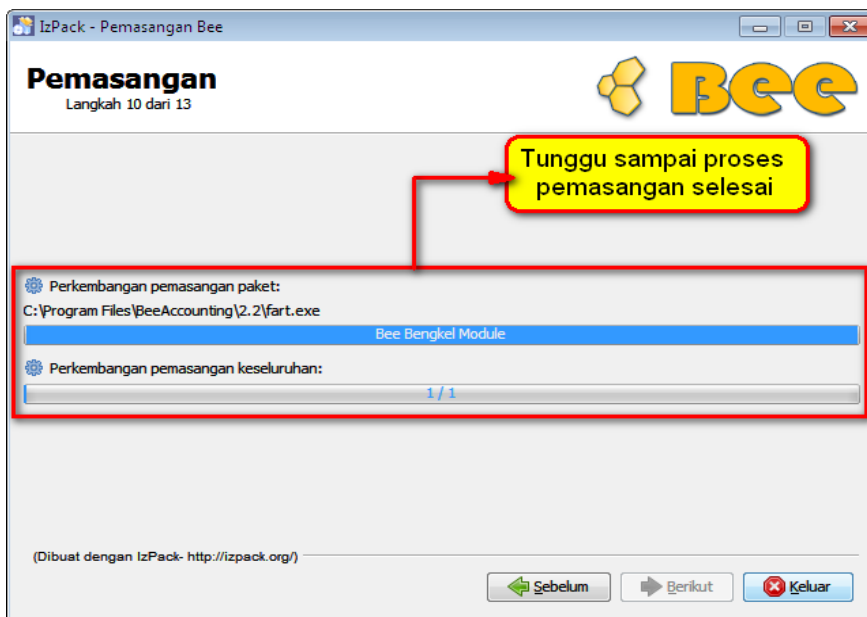 IzPack - Pemasangan Bee
Pemasangan
Langkah 10 dari 13
Bee
Tunggu sampai proses
pemasangan selesai
Perkembangan pemasangan paket:
C:\Program Files\BeeAccounting\2.2\fart.exe
Bee Bengkel Module
Perkembangan pemasangan keseluruhan:
1 / 1
(Dibuat dengan IzPack- http://izpack.org/)
Sebelum
Berikut
Keluar